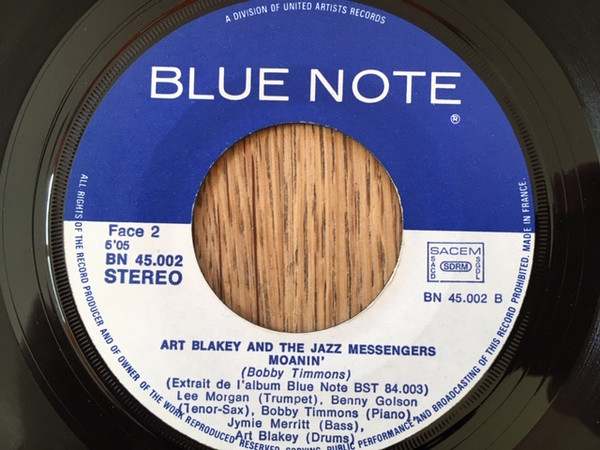 A DIVISION OF UNITED ARTISTS RECORDS
BLUE NOTE
®
Face 2
5'05
BN 45.002
STEREO
SACEM
SACD
SDRM
SGDL
BN 45.002 B
ART BLAKEY AND THE JAZZ MESSENGERS
MOANIN'
(Bobby Timmons)
(Extrait de l'album Blue Note BST 84.003)
Lee Morgan (Trumpet), Benny Golson
(Tenor-Sax), Bobby Timmons (Piano),
Jymie Merritt (Bass),
Art Blakey (Drums)
ALL RIGHTS OF THE RECORD PRODUCER AND OF OWNER OF THE WORK REPRODUCED RESERVED. COPYING, PUBLIC PERFORMANCE AND BROADCASTING OF THIS RECORD PROHIBITED. MADE IN FRANCE.